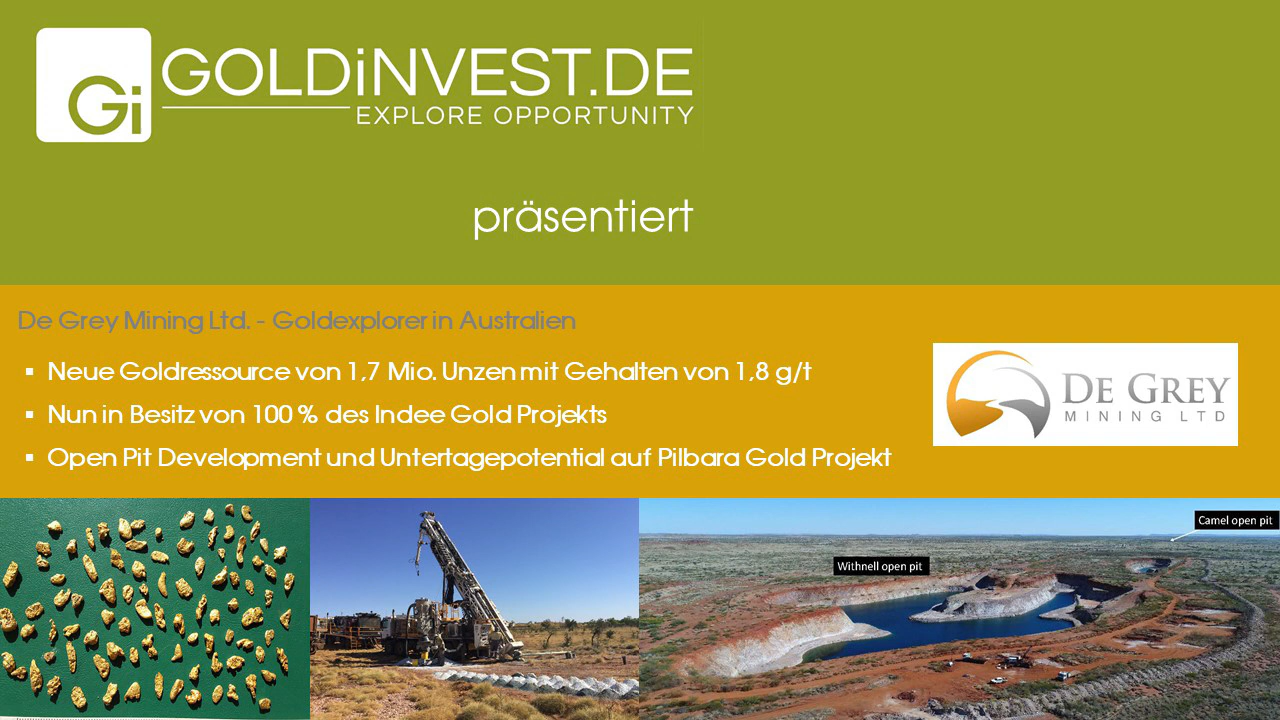 Gi
GOLDiNVEST.DE
EXPLORE OPPORTUNITY
präsentiert
De Grey Mining Ltd. - Goldexplorer in Australien
▪ Neue Goldressource von 1,7 Mio. Unzen mit Gehalten von 1,8 g/t
▪ Nun in Besitz von 100 % des Indee Gold Projekts
▪ Open Pit Development und Untertagepotential auf Pilbara Gold Projekt
DE GREY
MINING LTD
Camel open pit
Withnell open pit